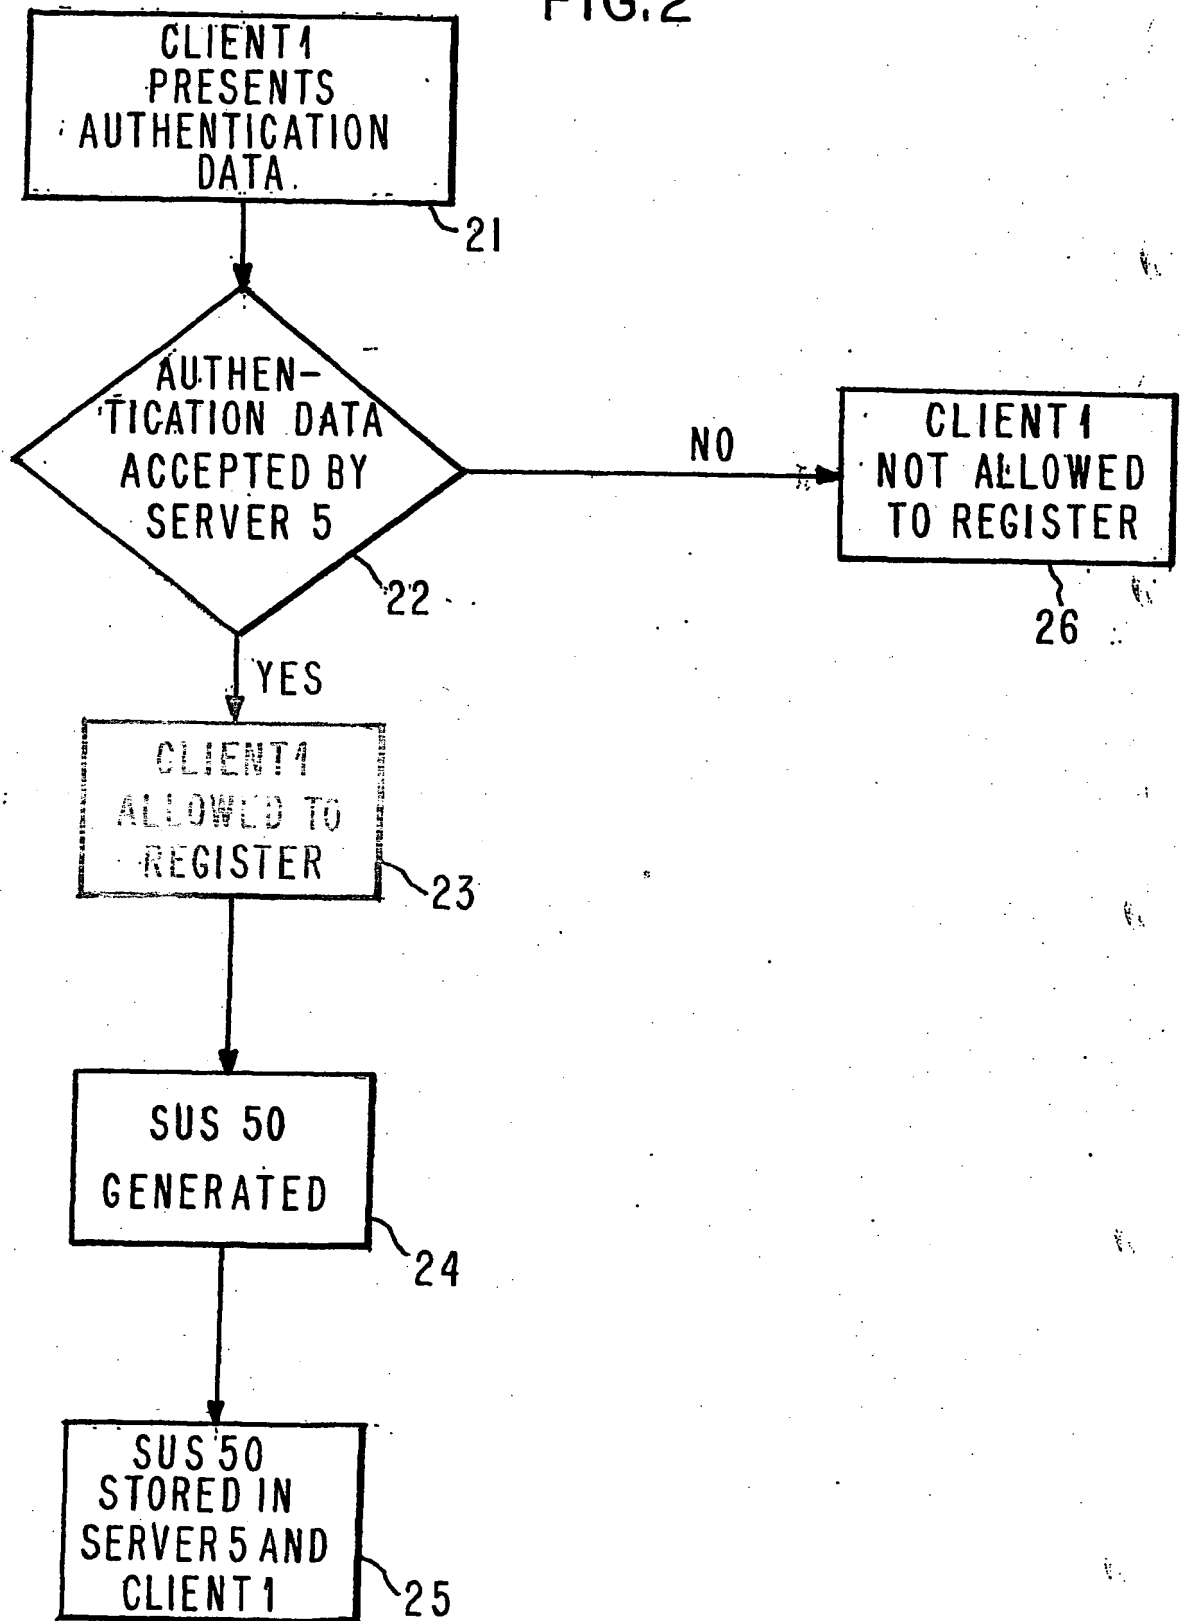 FIG.2
CLIENT 1
PRESENTS
AUTHENTICATION
DATA.
21
AUTHEN-
TICATION DATA
ACCEPTED BY
SERVER 5
22
NO
CLIENT 1
NOT ALLOWED
TO REGISTER
26
YES
CLIENT 1
ALLOWED TO
REGISTER
23
SUS 50
GENERATED
24
SUS 50
STORED IN
SERVER 5 AND
CLIENT 1
25